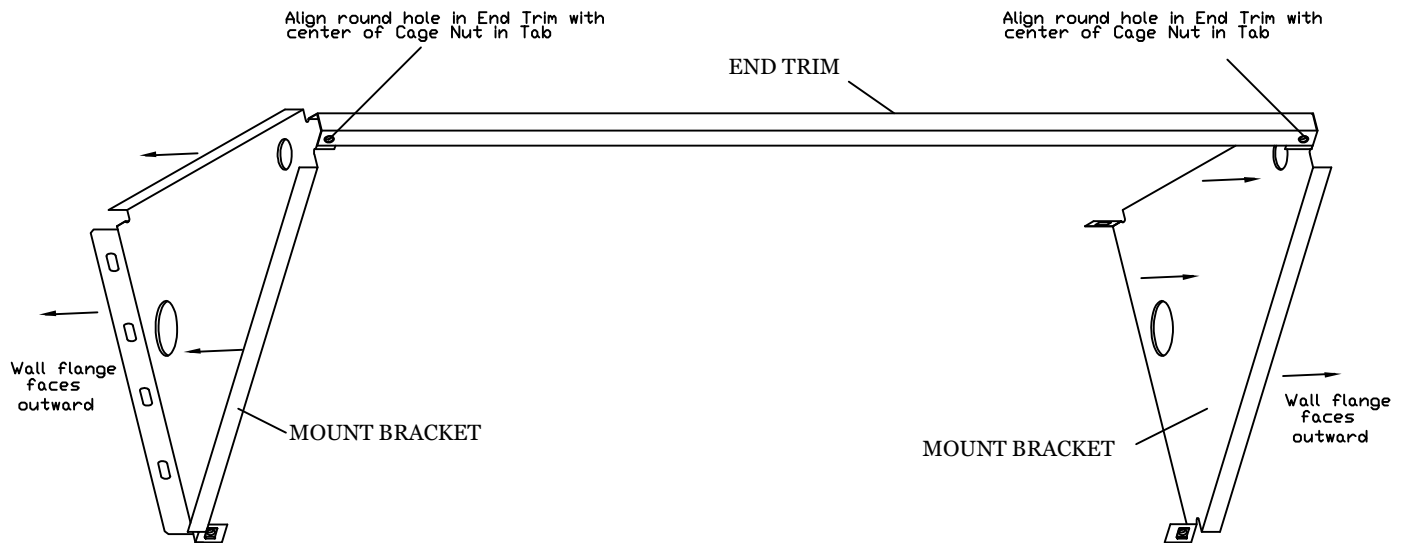 Align round hole in End Trim with
center of Cage Nut in Tab
Align round hole in End Trim with
center of Cage Nut in Tab
END TRIM
Wall flange
faces
outward
MOUNT BRACKET
MOUNT BRACKET
Wall flange
faces
outward